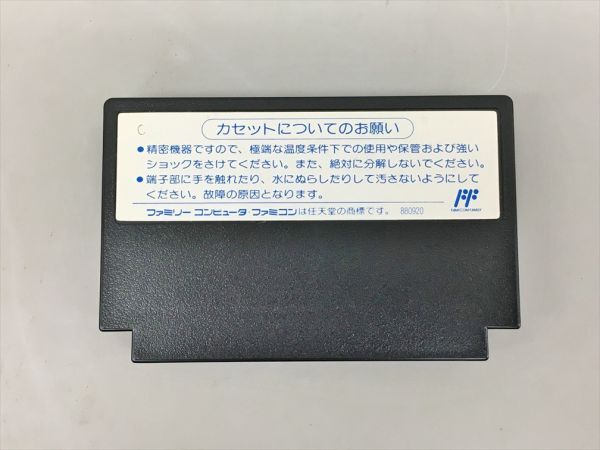 カセットについてのお願い
●精密機器ですので、極端な温度条件下での使用や保管および強い
ショックをさけてください。また、絶対に分解しないでください。
●端子部に手を触れたり、水にぬらしたりして汚さないようにして
ください。故障の原因となります。
ファミリーコンピュータ・ファミコンは任天堂の商標です。 880920
FAMICOM FAMILY